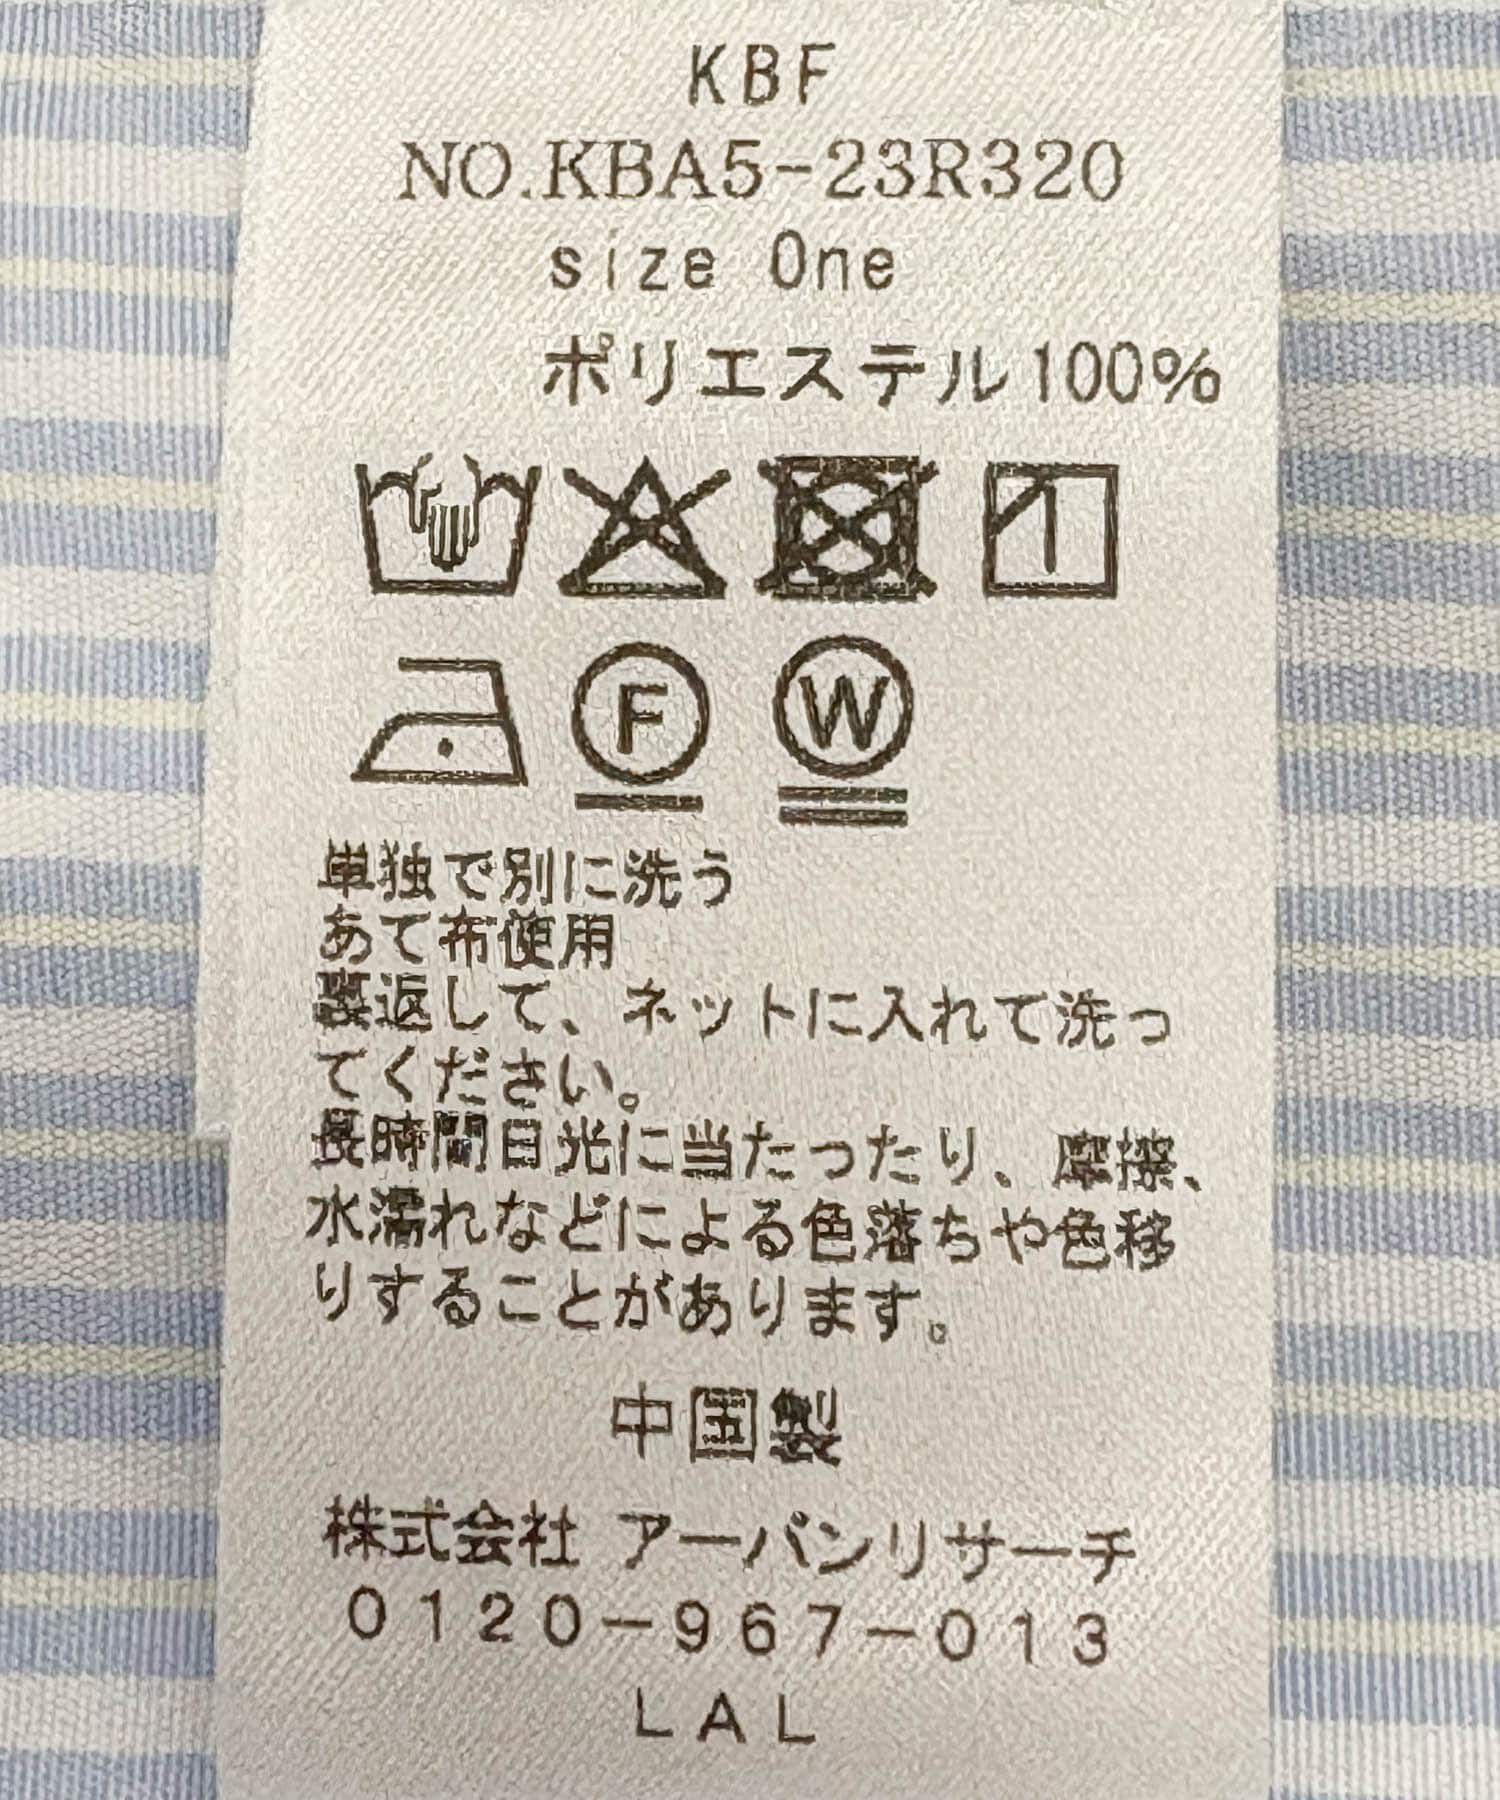 KBF
NO.KBA5-23R320
size One
ポリエステル100%
F
W
単独で別に洗う
あて布使用
裏返して、ネットに入れて洗っ
てください。
長時間日光に当たったり、摩擦、
水濡れなどによる色落ちや色移
りすることがあります。
中国製
株式会社 アーバンリサーチ
0120-967-013
LAL